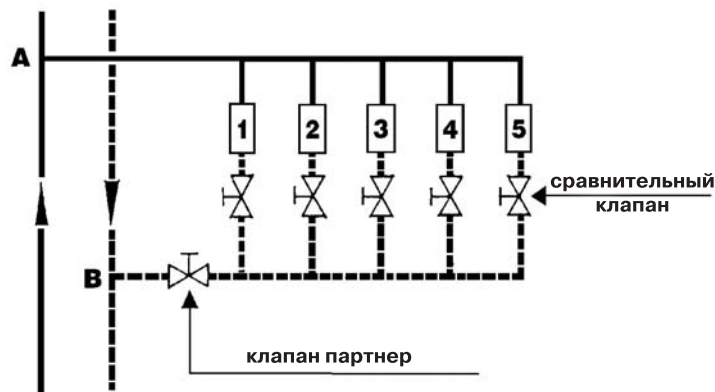 A
1 2 3 4 5
сравнительный
клапан
B
клапан партнер